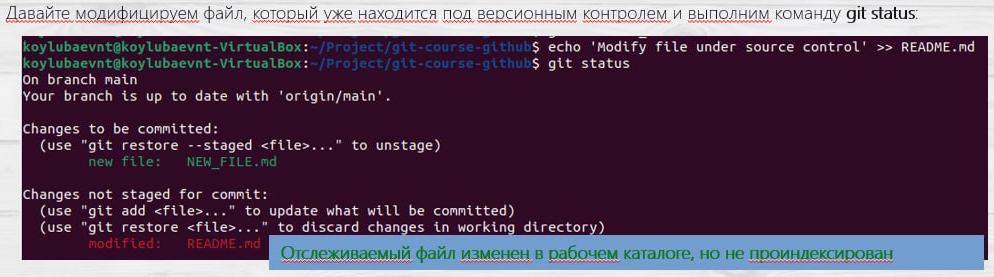 Давайте модифицируем файл, который уже находится под версионным контролем и выполним команду git status:
koylubaevnt@koylubaevnt-VirtualBox:~/Project/git-course-github$ echo 'Modify file under source control' >> README.md
koylubaevnt@koylubaevnt-VirtualBox:~/Project/git-course-github$ git status
On branch main
Your branch is up to date with 'origin/main'.
Changes to be committed:
(use "git restore --staged <file>..." to unstage)
new file: NEW_FILE.md
Changes not staged for commit:
(use "git add <file>..." to update what will be committed)
(use "git restore <file>..." to discard changes in working directory)
modified: README.md
Отслеживаемый файл изменен в рабочем каталоге, но не проиндексирован